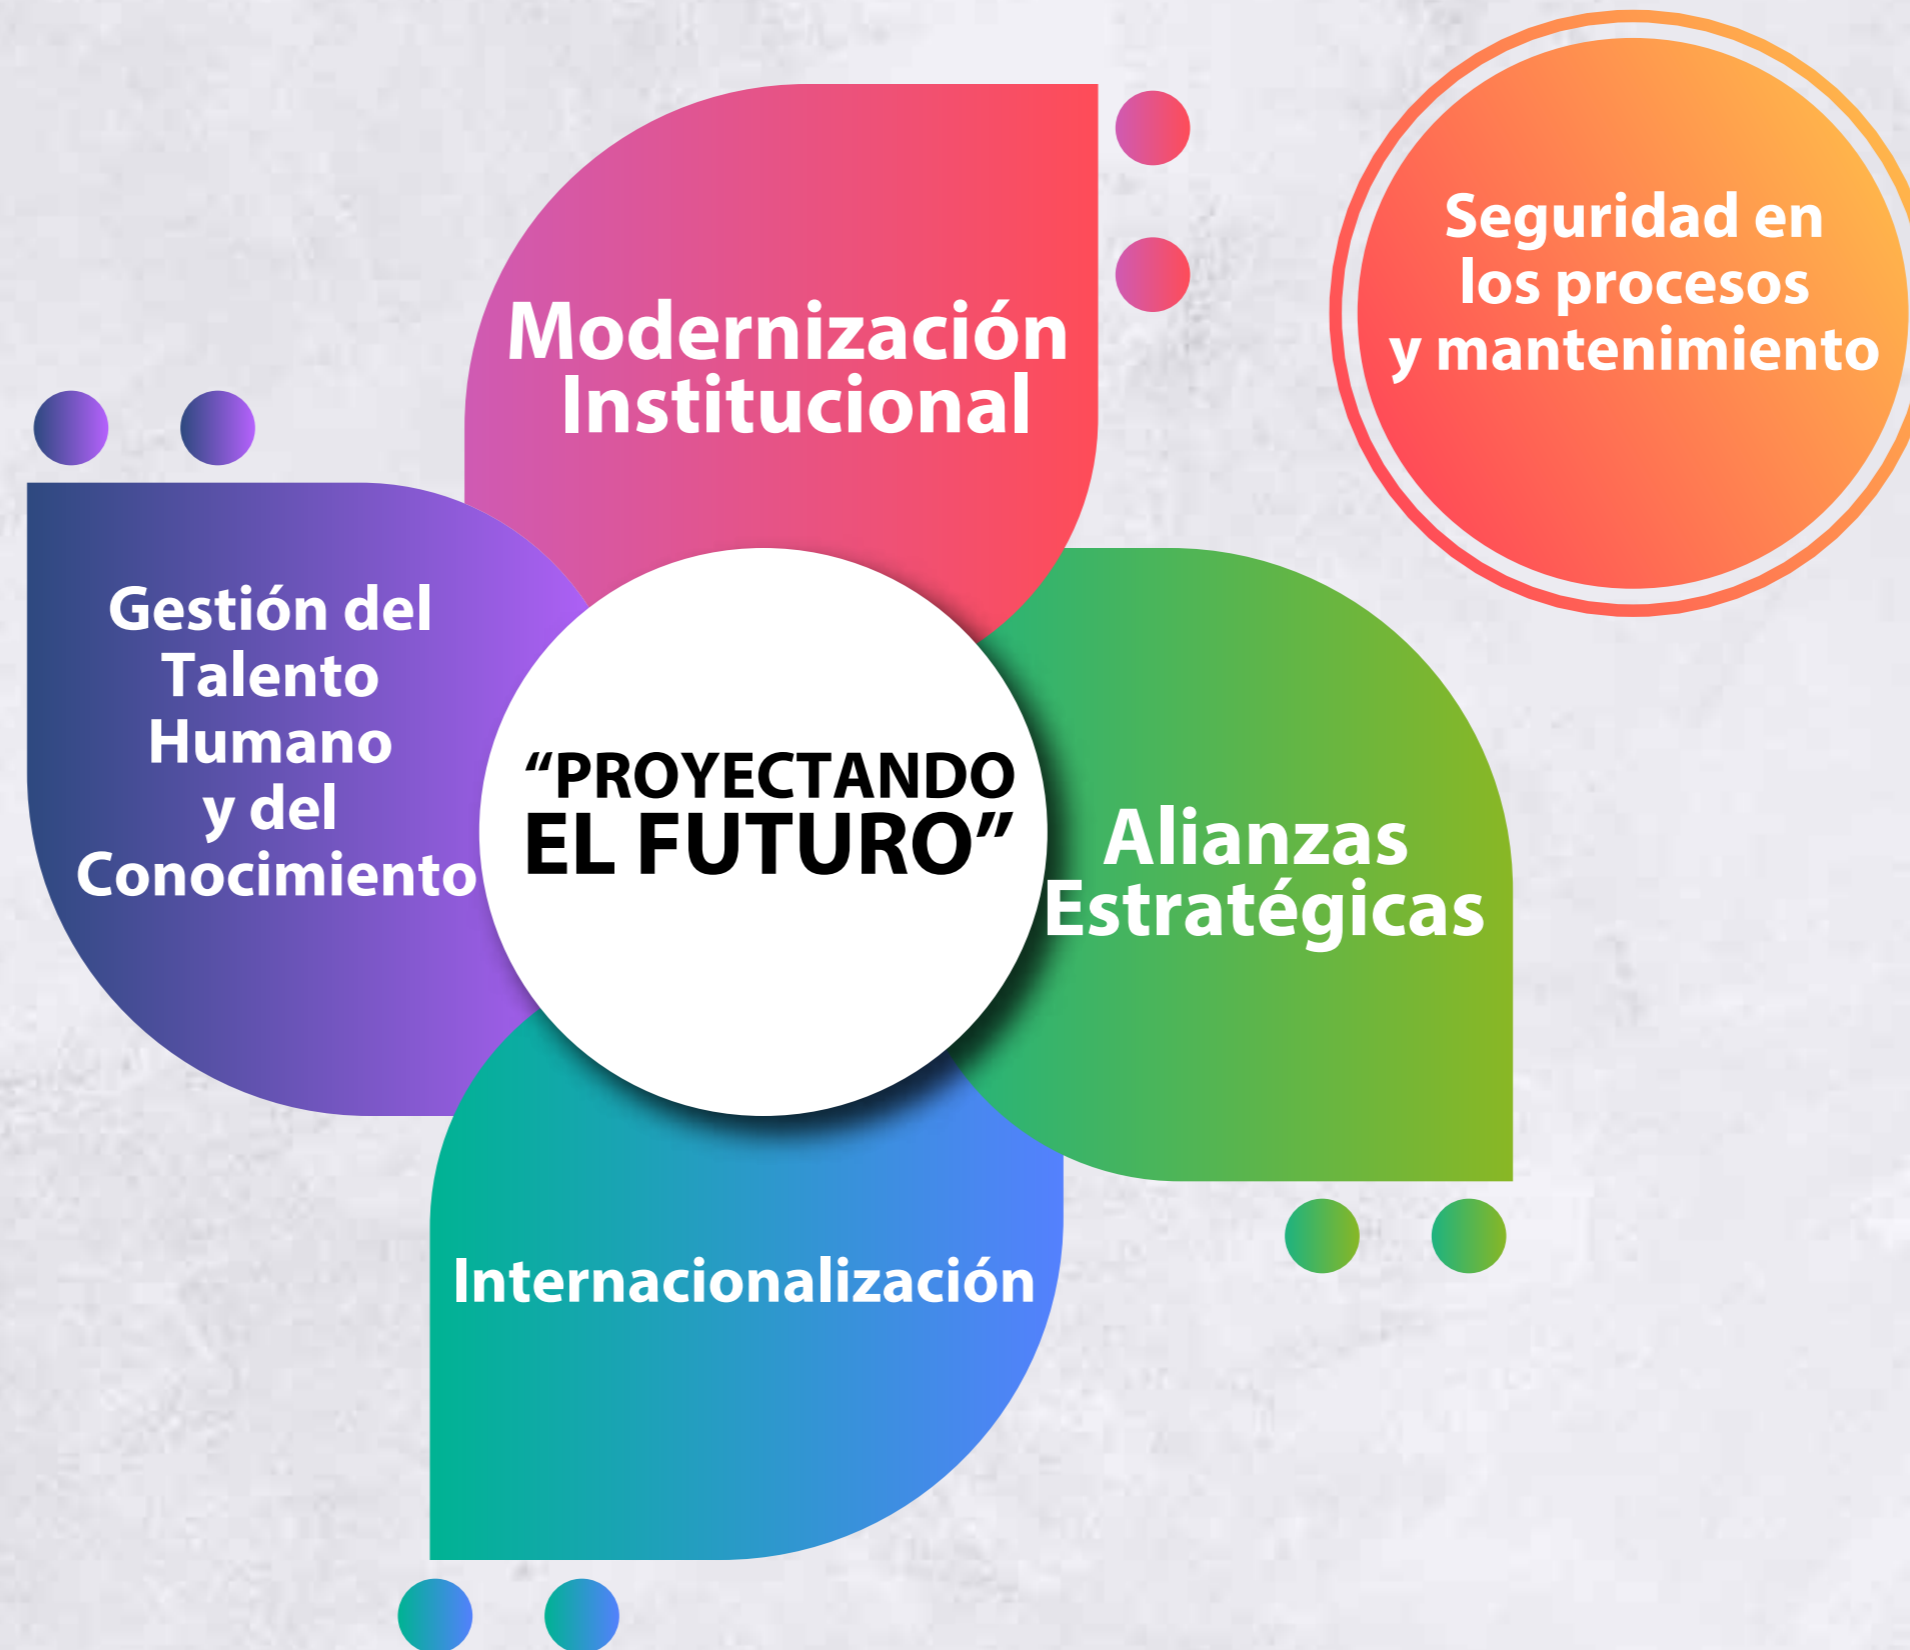 Modernización
Institucional
Seguridad en
los procesos
y mantenimiento
Gestión del
Talento
Humano
y del
Conocimiento
“PROYECTANDO
EL FUTURO”
Alianzas
Estratégicas
Internacionalización